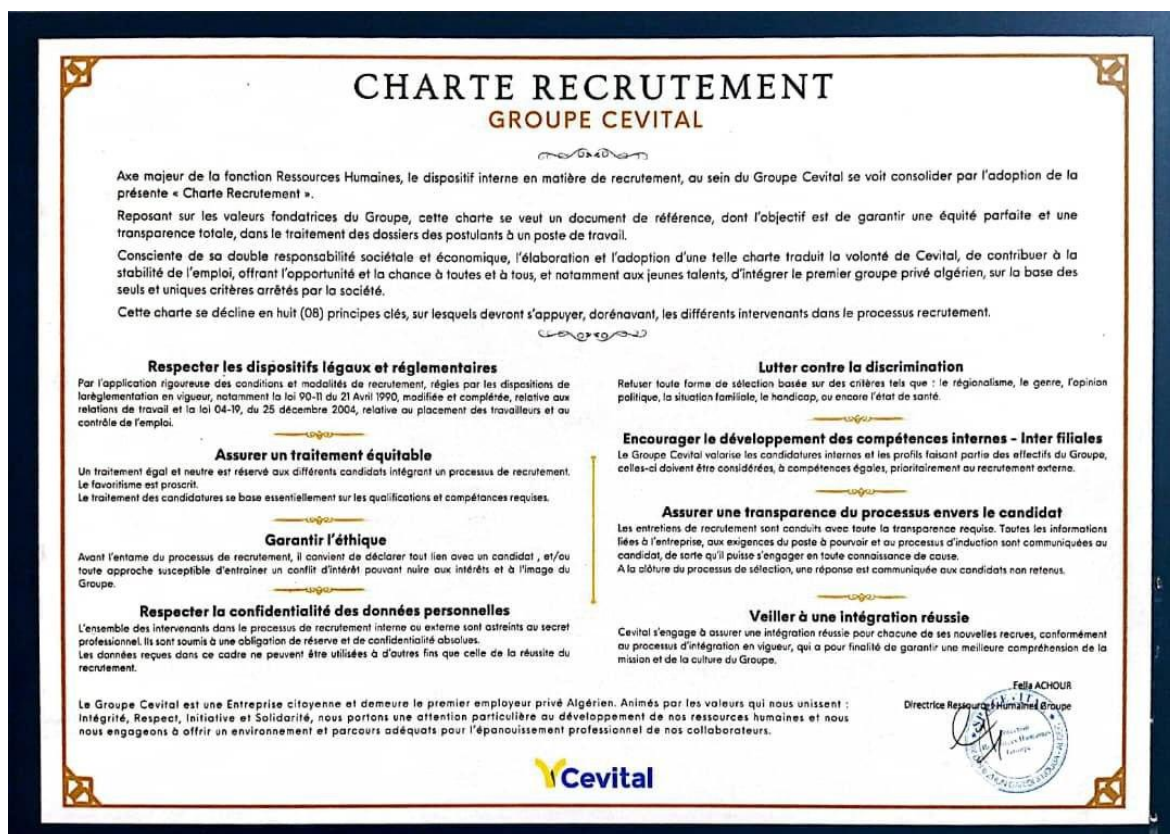 CHARTE RECRUTEMENT
GROUPE CEVITAL
Axe majeur de la fonction Ressources Humaines, le dispositif interne en matière de recrutement, au sein du Groupe Cevital se voit consolider par l'adoption de la
présente « Charte Recrutement ».
Reposant sur les valeurs fondatrices du Groupe, cette charte se veut un document de référence, dont l'objectif est de garantir une équité parfaite et une
transparence totale, dans le traitement des dossiers des postulants à un poste de travail.
Consciente de sa double responsabilité sociétale et économique, l'élaboration et l'adoption d'une telle charte traduit la volonté de Cevital, de contribuer à la
stabilité de l'emploi, offrant l'opportunité et la chance à toutes et à tous, et notamment aux jeunes talents, d'intégrer le premier groupe privé algérien, sur la base des
seuls et uniques critères arrêtés par la société.
Cette charte se décline en huit (08) principes clés, sur lesquels devront s'appuyer, dorénavant, les différents intervenants dans le processus recrutement.
Respecter les dispositifs légaux et réglementaires
Par l'application rigoureuse des conditions et modalités de recrutement, régies par les dispositions de
laréglementation en vigueur, notamment la loi 90-11 du 21 Avril 1990, modifiée et complétée, relative aux
relations de travail et la loi 04-19, du 25 décembre 2004, relative au placement des travailleurs et au
contrôle de l'emploi.
Assurer un traitement équitable
Un traitement égal et neutre est réservé aux différents candidats intégrant un processus de recrutement.
Le favoritisme est proscrit.
Le traitement des candidatures se base essentiellement sur les qualifications et compétences requises.
Garantir l'éthique
Avant l'entame du processus de recrutement, il convient de déclarer tout lien avec un candidat , et/ou
toute approche susceptible d'entrainer un conflit d'intérêt pouvant nuire aux intérêts et à l'image du
Groupe.
Respecter la confidentialité des données personnelles
L'ensemble des intervenants dans le processus de recrutement interne ou externe sont astreints au secret
professionnel. Ils sont soumis à une obligation de réserve et de confidentialité absolues.
Les données reçues dans ce cadre ne peuvent être utilisées à d'autres fins que celle de la réussite du
recrutement.
Lutter contre la discrimination
Refuser toute forme de sélection basée sur des critères tels que : le régionalisme, le genre, l'opinion
politique, la situation familiale, le handicap, ou encore l'état de santé.
Encourager le développement des compétences internes - Inter filiales
Le Groupe Cevital valorise les candidatures internes et les profils faisant partie des effectifs du Groupe,
celles-ci doivent être considérées, à compétences égales, prioritairement au recrutement externe.
Assurer une transparence du processus envers le candidat
Les entretiens de recrutement sont conduits avec toute la transparence requise. Toutes les informations
liées à l'entreprise, aux exigences du poste à pourvoir et au processus d'induction sont communiquées au
candidat, de sorte qu'il puisse s'engager en toute connaissance de cause.
A la clôture du processus de sélection, une réponse est communiquée aux candidats non retenus.
Veiller à une intégration réussie
Cevital s'engage à assurer une intégration réussie pour chacune de ses nouvelles recrues, conformément
au processus d'intégration en vigueur, qui a pour finalité de garantir une meilleure compréhension de la
mission et de la culture du Groupe.
Le Groupe Cevital est une Entreprise citoyenne et demeure le premier employeur privé Algérien. Animés par les valeurs qui nous unissent :
Intégrité, Respect, Initiative et Solidarité, nous portons une attention particulière au développement de nos ressources humaines et nous
nous engageons à offrir un environnement et parcours adéquats pour l'épanouissement professionnel de nos collaborateurs.
Fella ACHOUR
Directrice Ressources Humaines Groupe
Cevital